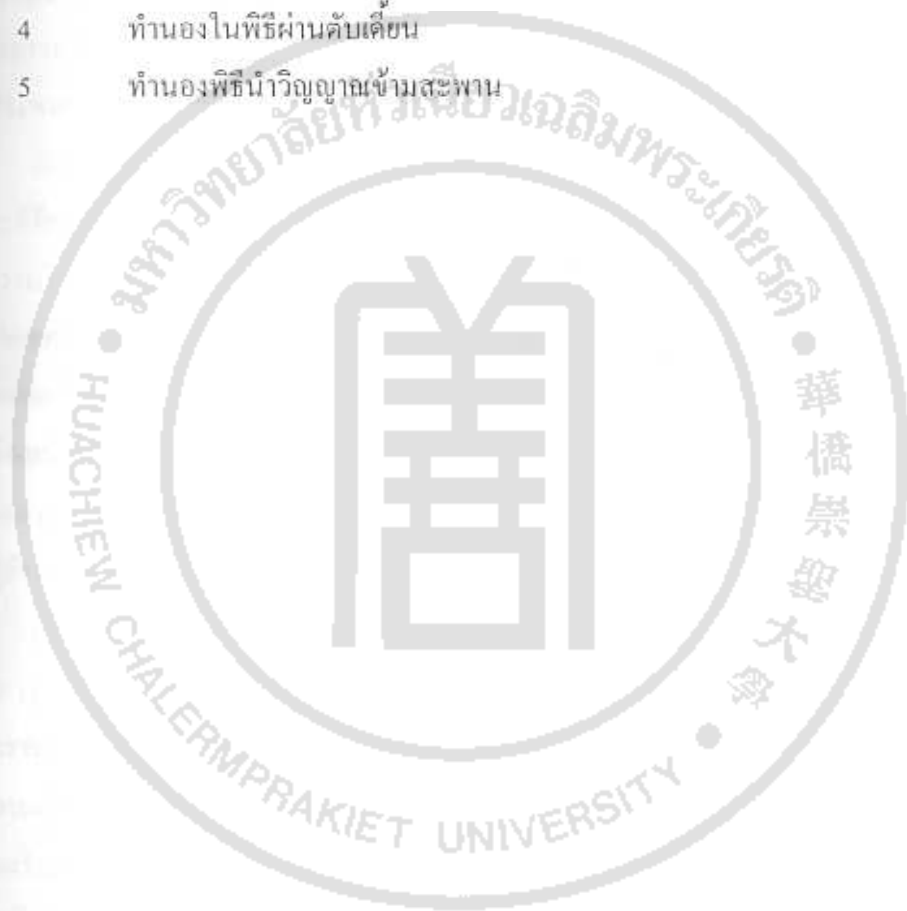 4 ทำนองในพิธีผ่านตับเดี้ยน
5 ทำนองพิธีนำวิญญาณข้ามสะพาน
มหาวิทยาลัยหัวเฉียวเฉลิมพระเกียรติ
華僑崇聖大學
HUACHIEW CHALERMPRAKIET UNIVERSITY